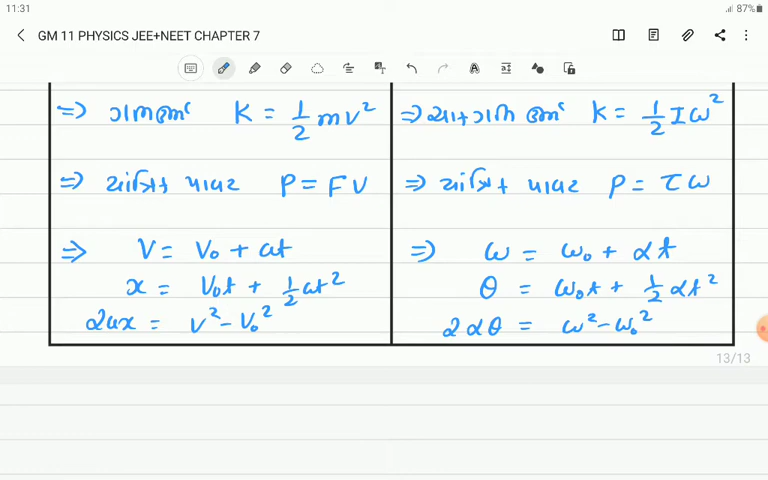 11:31
87%
GM 11 PHYSICS JEE+NEET CHAPTER 7
⇒ ગતિઊર્જા K = 1/2 mv²
⇒ ચાકગતિ ઊર્જા K = 1/2 Iω²
⇒ યાંત્રિક પાવર P = FV
⇒ યાંત્રિક પાવર P = τω
⇒ V = V₀ + at
x = V₀t + 1/2 at²
2ax = V² - V₀²
⇒ ω = ω₀ + αt
θ = ω₀t + 1/2 αt²
2αθ = ω² - ω₀²
13/13